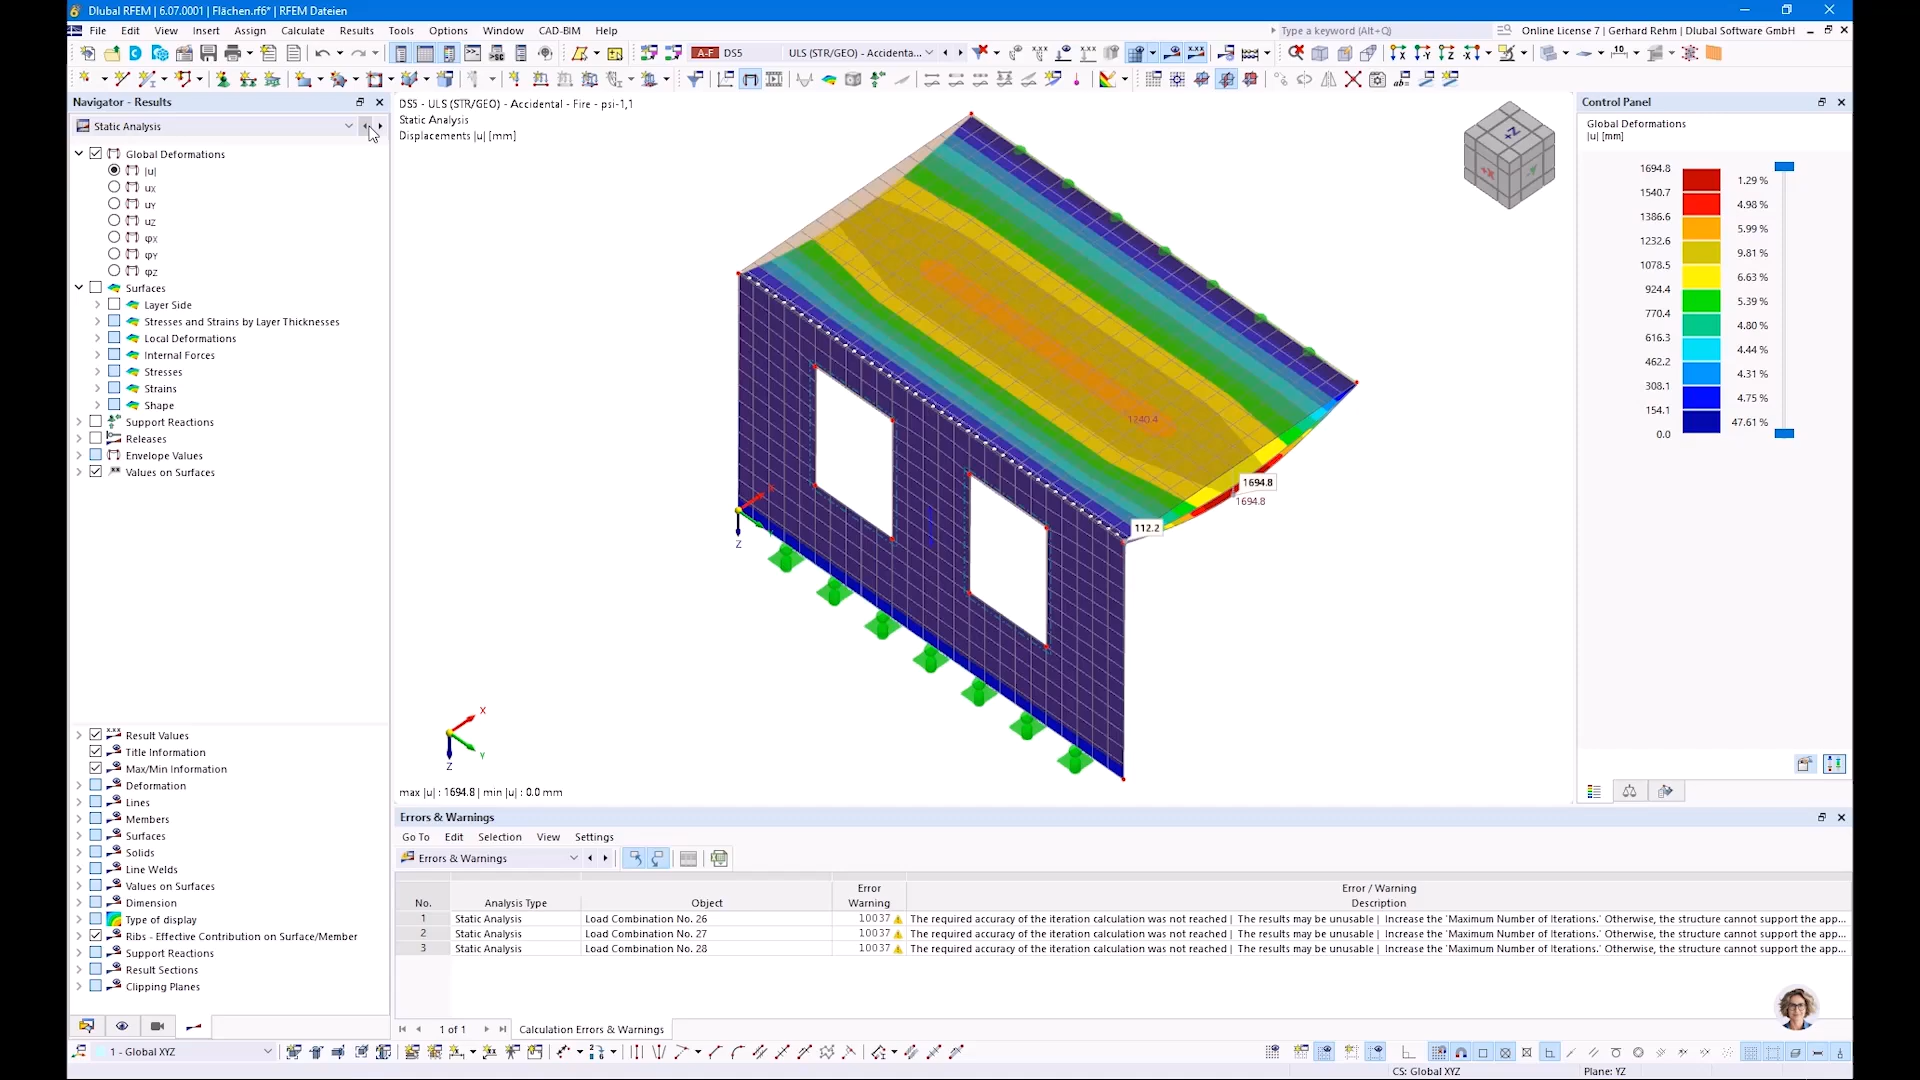 Dlubal RFEM | 6.07.0001 | Flächen.rf6* | RFEM Dateien
File Edit View Insert Assign Calculate Results Tools Options Window CAD-BIM Help
Type a keyword (Alt+Q)
Online License 7 | Gerhard Rehm | Dlubal Software GmbH
A-F DS5 ULS (STR/GEO) - Accidenta...
Navigator - Results
Static Analysis
Global Deformations
|u|
uX
uY
uZ
φX
φY
φZ
Surfaces
Layer Side
Stresses and Strains by Layer Thicknesses
Local Deformations
Internal Forces
Stresses
Strains
Shape
Support Reactions
Releases
Envelope Values
Values on Surfaces
Result Values
Title Information
Max/Min Information
Deformation
Lines
Members
Surfaces
Solids
Line Welds
Values on Surfaces
Dimension
Type of display
Ribs - Effective Contribution on Surface/Member
Support Reactions
Result Sections
Clipping Planes
DS5 - ULS (STR/GEO) - Accidental - Fire - psi-1,1
Static Analysis
Displacements |u| [mm]
+Z
+X
1240.4
1694.8
1694.8
112.2
Z
X
Y
Z
max |u| : 1694.8 | min |u| : 0.0 mm
Control Panel
Global Deformations
|u| [mm]
1694.8
1.29 %
1540.7
4.98 %
1386.6
5.99 %
1232.6
9.81 %
1078.5
6.63 %
924.4
5.39 %
770.4
4.80 %
616.3
4.44 %
462.2
4.31 %
308.1
4.75 %
154.1
47.61 %
0.0
Errors & Warnings
Go To Edit Selection View Settings
Errors & Warnings
No. Analysis Type Object Error Warning Error / Warning Description
1 Static Analysis Load Combination No. 26 10037 The required accuracy of the iteration calculation was not reached | The results may be unusable | Increase the 'Maximum Number of Iterations.' Otherwise, the structure cannot support the app...
2 Static Analysis Load Combination No. 27 10037 The required accuracy of the iteration calculation was not reached | The results may be unusable | Increase the 'Maximum Number of Iterations.' Otherwise, the structure cannot support the app...
3 Static Analysis Load Combination No. 28 10037 The required accuracy of the iteration calculation was not reached | The results may be unusable | Increase the 'Maximum Number of Iterations.' Otherwise, the structure cannot support the app...
1 of 1 Calculation Errors & Warnings
1 - Global XYZ
CS: Global XYZ Plane: YZ